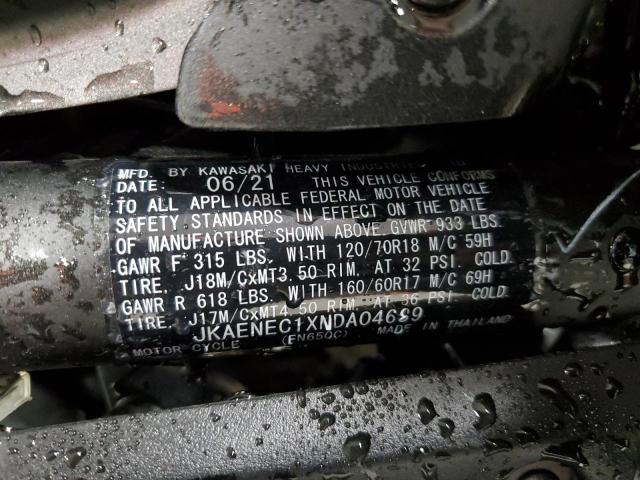 MFD. BY KAWASAKI HEAVY INDUSTRIES
DATE: 06/21 THIS VEHICLE CONFORMS
TO ALL APPLICABLE FEDERAL MOTOR VEHICLE
SAFETY STANDARDS IN EFFECT ON THE DATE
OF MANUFACTURE SHOWN ABOVE GVWR 933 LBS.
GAWR F 315 LBS. WITH 120/70R18 M/C 59H
TIRE, J18M/CxMT3.50 RIM, AT 32 PSI. COLD.
GAWR R 618 LBS. WITH 160/60R17 M/C 69H
TIRE, J17M/CxMT4.50 RIM, AT 36 PSI. COLD
MOTOR CYCLE (EN650C) MADE IN THAILAND